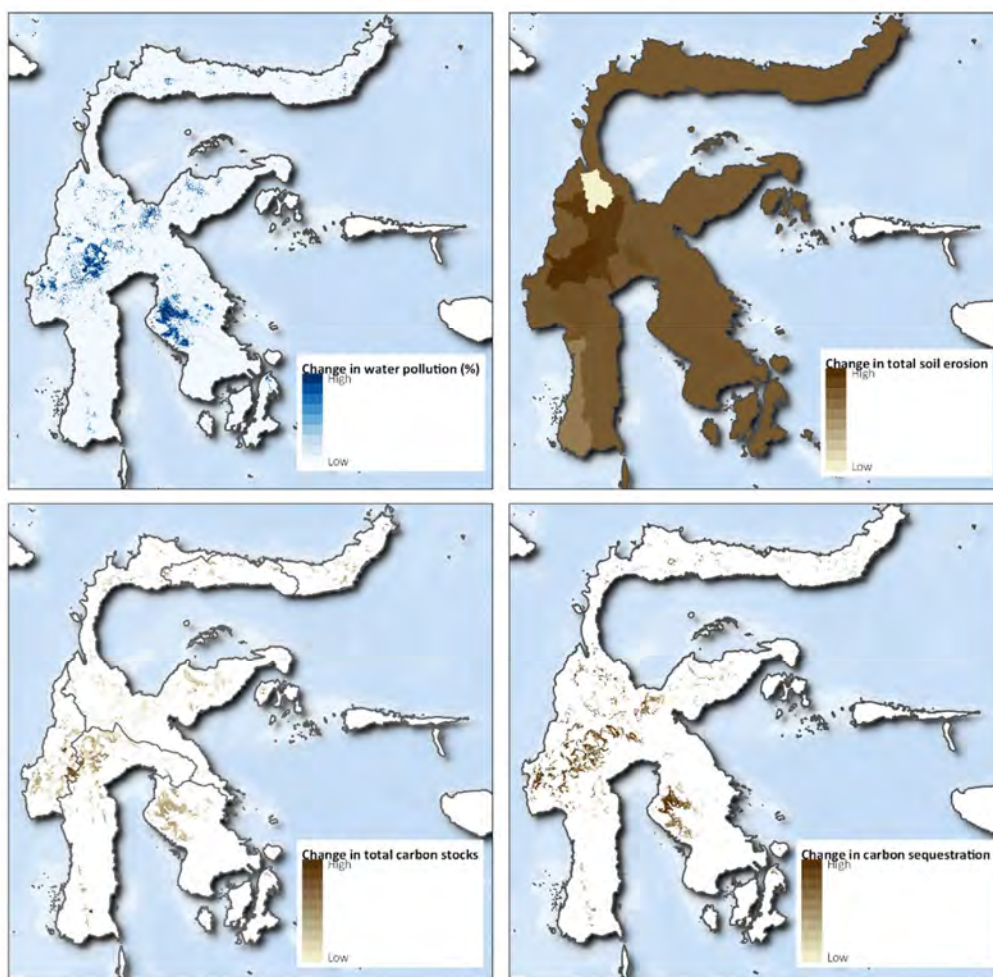 Change in water pollution (%)
High
Low
Change in total soil erosion
High
Low
Change in total carbon stocks
High
Low
Change in carbon sequestration
High
Low